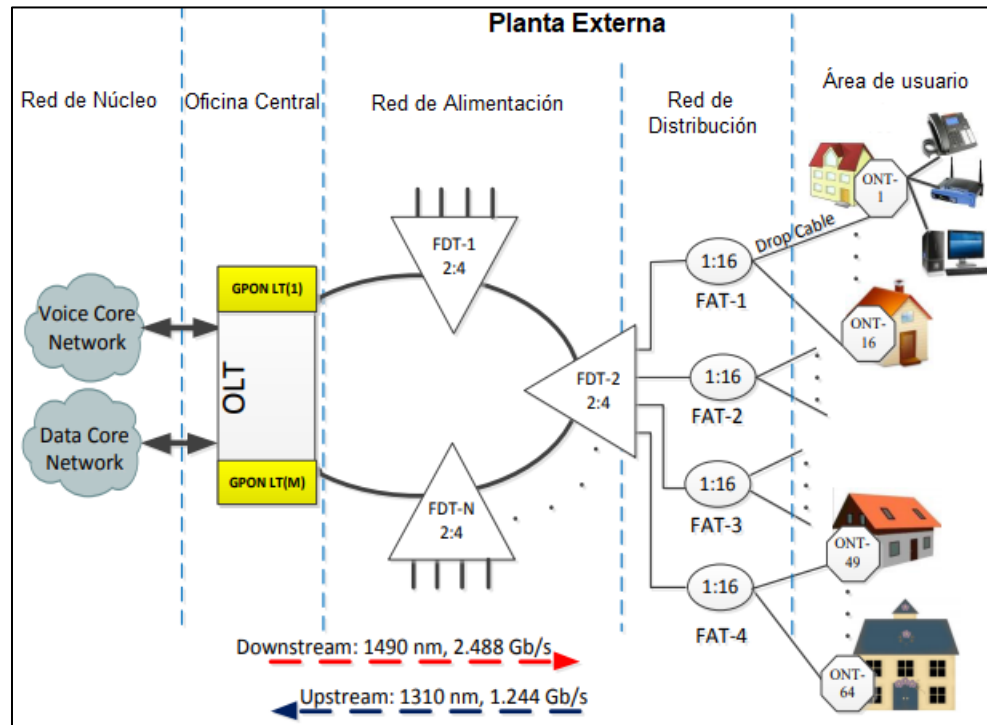 Planta Externa
Red de Núcleo
Oficina Central
Red de Alimentación
Red de
Distribución
Área de usuario
Voice Core
Network
Data Core
Network
GPON LT(1)
OLT
GPON LT(M)
FDT-1
2:4
FDT-2
2:4
FDT-N
2:4
1:16
FAT-1
1:16
FAT-2
1:16
FAT-3
1:16
FAT-4
Drop Cable
ONT-
1
ONT-
16
ONT-
49
ONT-
64
Downstream: 1490 nm, 2.488 Gb/s
Upstream: 1310 nm, 1.244 Gb/s